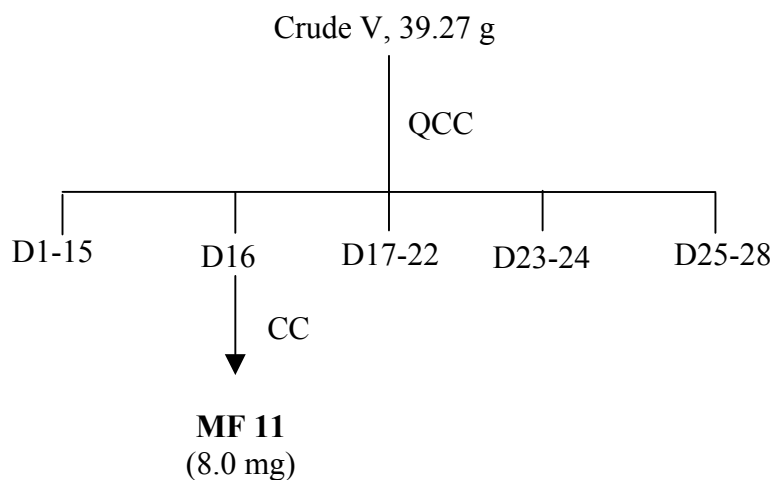 Crude V, 39.27 g
QCC
D1-15 D16 D17-22 D23-24 D25-28
CC
MF 11
(8.0 mg)